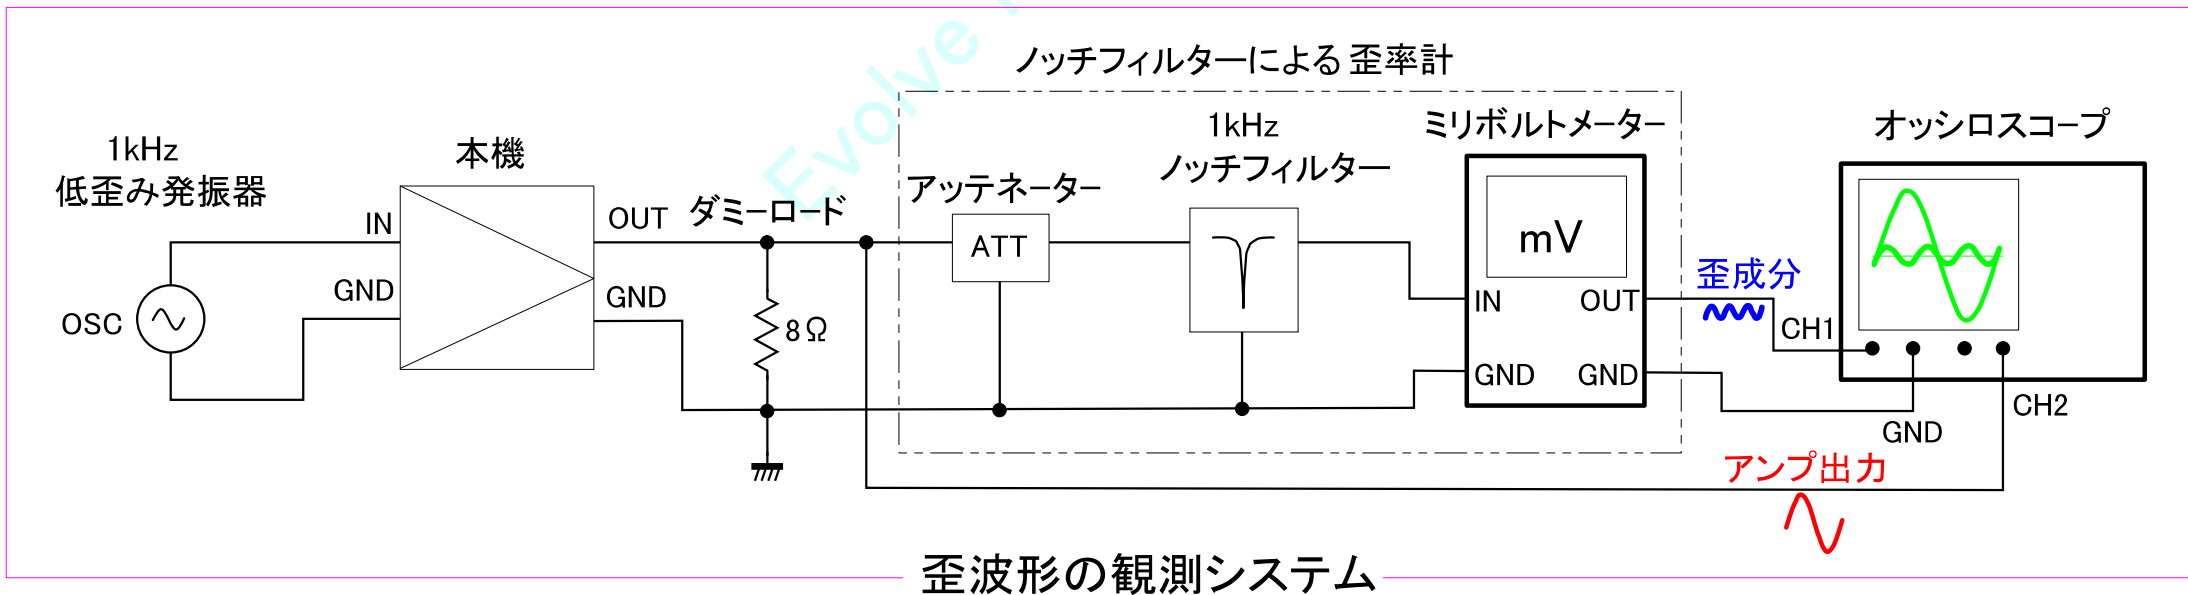 ノッチフィルターによる 歪率計
1kHz
低歪み発振器
本機
OSC
IN
GND
OUT
GND
ダミーロード
8Ω
アッテネーター
ATT
1kHz
ノッチフィルター
ミリボルトメーター
mV
IN
OUT
GND
GND
歪成分
オッシロスコープ
CH1
CH2
GND
アンプ出力
歪波形の観測システム
Evolve